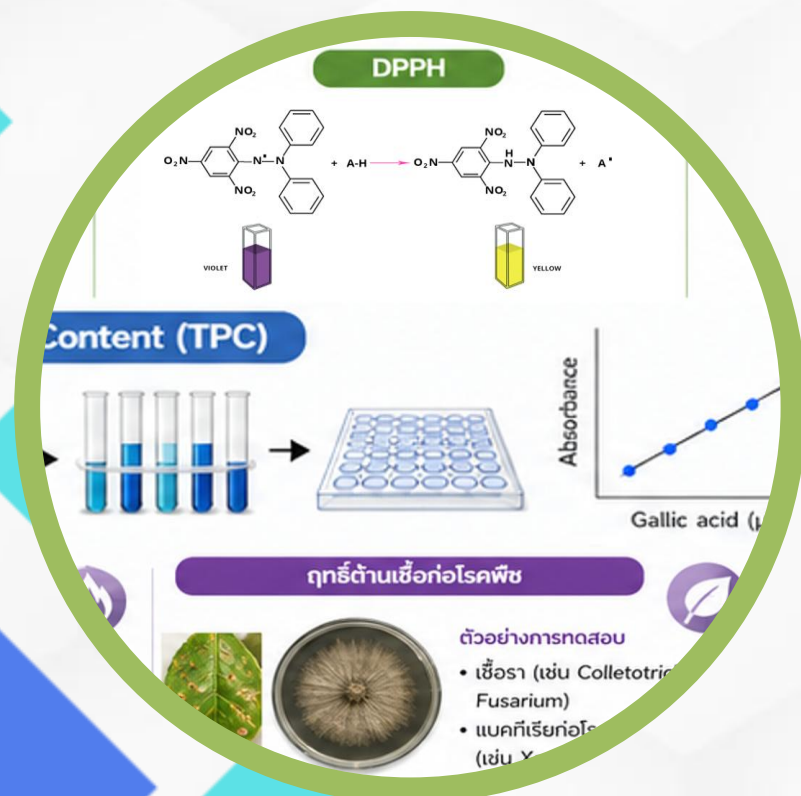 DPPH
NO₂
O₂N
N•
N
NO₂
+ A-H
NO₂
O₂N
H
N
N
NO₂
+ A•
VIOLET
YELLOW
Content (TPC)
Absorbance
Gallic acid (μ
ฤทธิ์ต้านเชื้อก่อโรคพืช
ตัวอย่างการทดสอบ
• เชื้อรา (เช่น Colletotric
Fusarium)
• แบคทีเรียก่อโร
(เช่น X